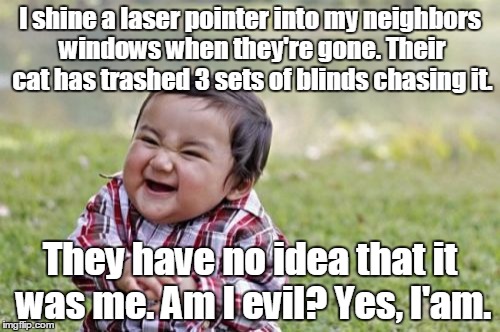 I shine a laser pointer into my neighbors
windows when they're gone. Their
cat has trashed 3 sets of blinds chasing it.
They have no idea that it
was me. Am I evil? Yes, I'am.
imgflip.com